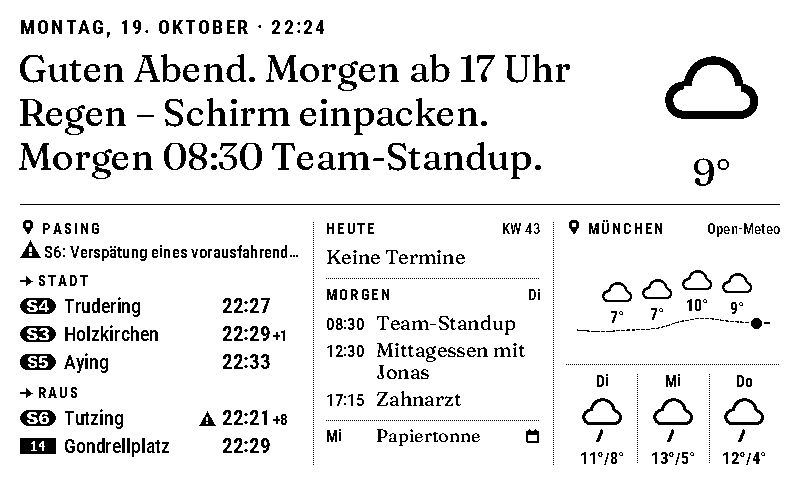 MONTAG, 19. OKTOBER · 22:24
Guten Abend. Morgen ab 17 Uhr
Regen – Schirm einpacken.
Morgen 08:30 Team-Standup.
9°
PASING
S6: Verspätung eines vorausfahrend…
STADT
S4 Trudering 22:27
S3 Holzkirchen 22:29 +1
S5 Aying 22:33
RAUS
S6 Tutzing 22:21 +8
14 Gondrellplatz 22:29
HEUTE KW 43
Keine Termine
MORGEN Di
08:30 Team-Standup
12:30 Mittagessen mit
Jonas
17:15 Zahnarzt
Mi Papiertonne
MÜNCHEN Open-Meteo
7° 7° 10° 9°
Di Mi Do
11°/8° 13°/5° 12°/4°